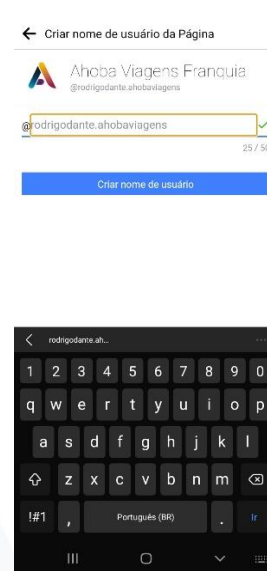 Criar nome de usuário da Página
Ahoba Viagens Franquia
@rodrigodante.ahobaviagens
@rodrigodante.ahobaviagens
25 / 50
Criar nome de usuário
rodrigodante.ah...
1 2 3 4 5 6 7 8 9 0
q w e r t y u i o p
a s d f g h j k l
z x c v b n m
!#1 , Português (BR) . Ir